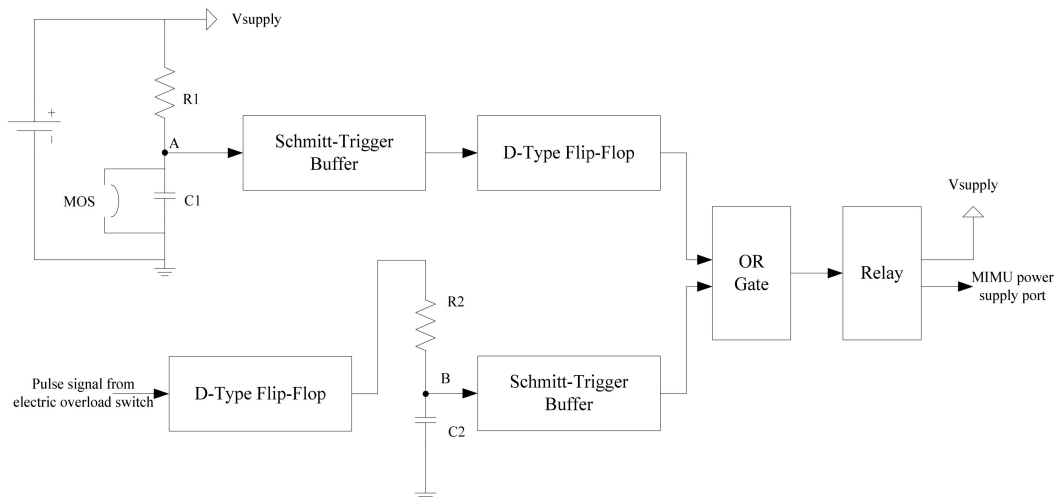 Vsupply
R1
+
−
A
MOS
C1
Schmitt-Trigger
Buffer
D-Type Flip-Flop
Vsupply
OR
Gate
Relay
MIMU power
supply port
R2
Pulse signal from
electric overload switch
D-Type Flip-Flop
B
Schmitt-Trigger
Buffer
C2